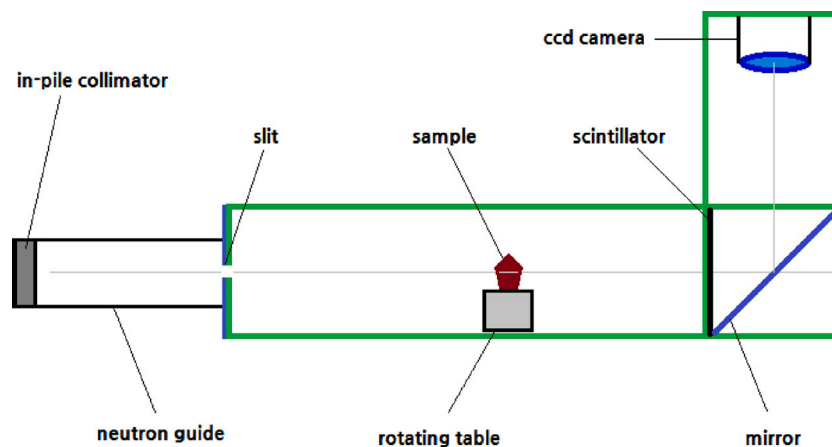 ccd camera
in-pile collimator
slit
sample
scintillator
neutron guide
rotating table
mirror